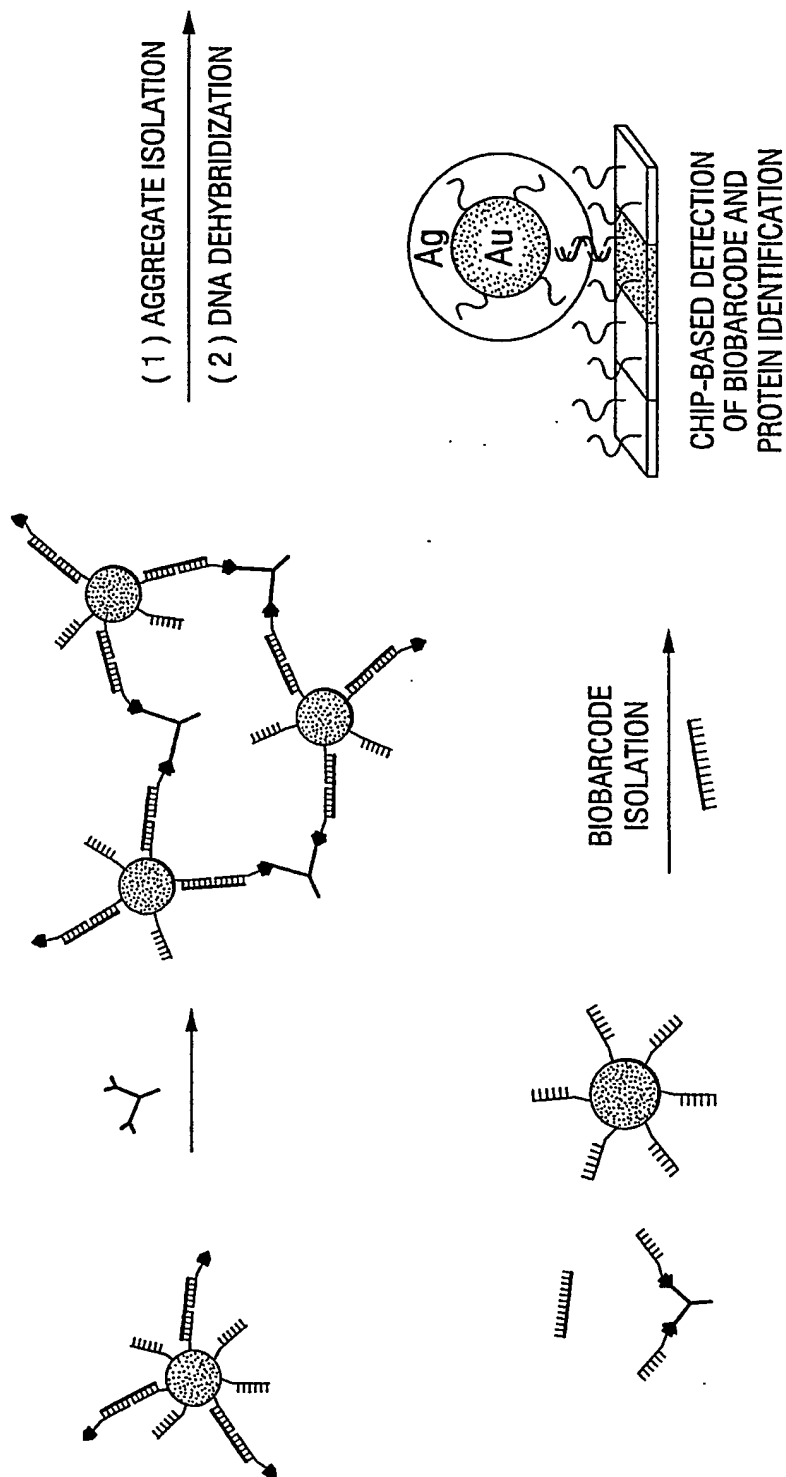 ( 1 ) AGGREGATE ISOLATION
( 2 ) DNA DEHYBRIDIZATION
BIOBARCODE
ISOLATION
Ag
Au
CHIP-BASED DETECTION
OF BIOBARCODE AND
PROTEIN IDENTIFICATION